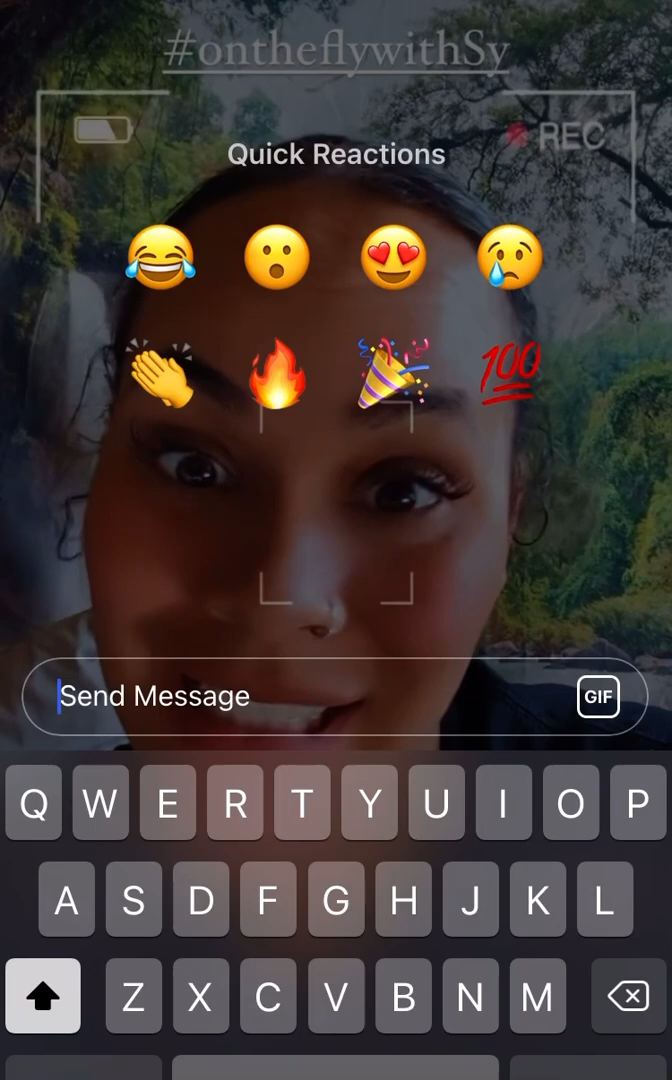 #ontheflywithSy
REC
Quick Reactions
Send Message
GIF
Q W E R T Y U I O P
A S D F G H J K L
Z X C V B N M